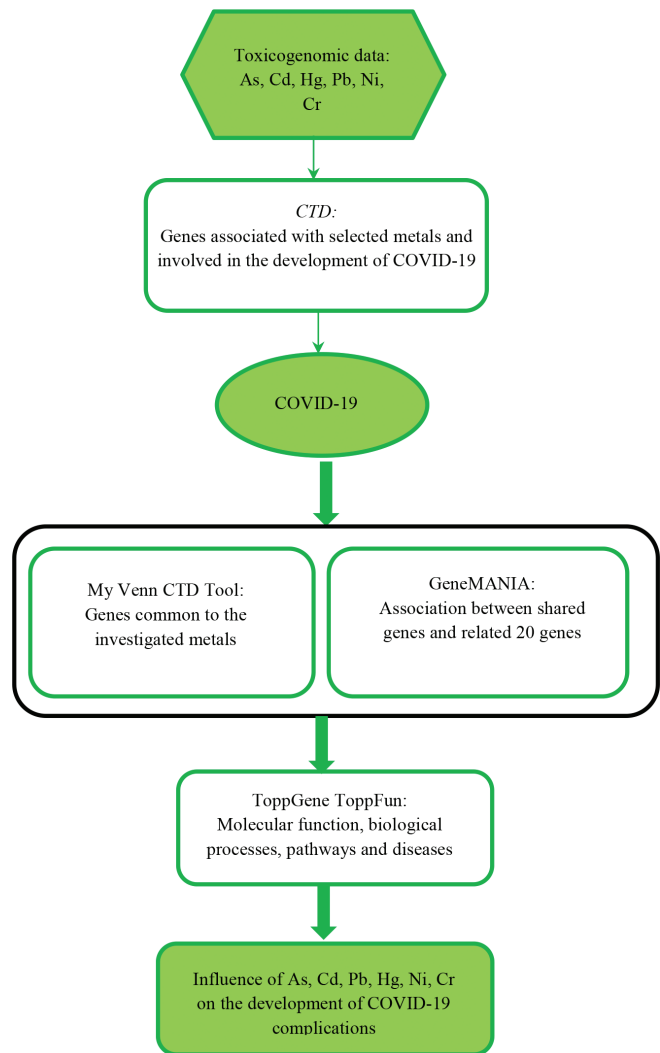 Toxicogenomic data:
As, Cd, Hg, Pb, Ni,
Cr
CTD:
Genes associated with selected metals and
involved in the development of COVID-19
COVID-19
My Venn CTD Tool:
Genes common to the
investigated metals
GeneMANIA:
Association between shared
genes and related 20 genes
ToppGene ToppFun:
Molecular function, biological
processes, pathways and diseases
Influence of As, Cd, Pb, Hg, Ni, Cr
on the development of COVID-19
complications